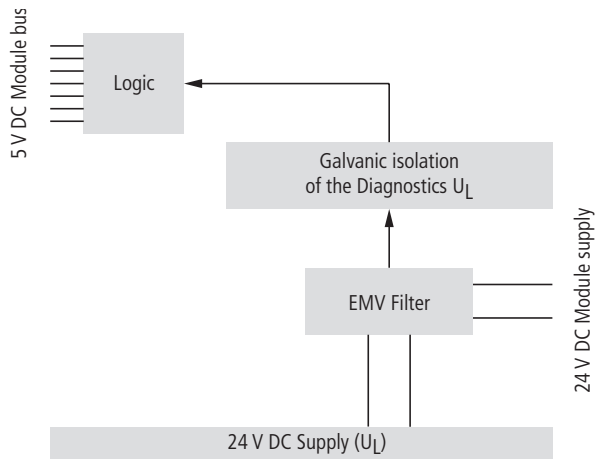 5 V DC Module bus
Logic
Galvanic isolation
of the Diagnostics UL
24 V DC Module supply
EMV Filter
24 V DC Supply (UL)